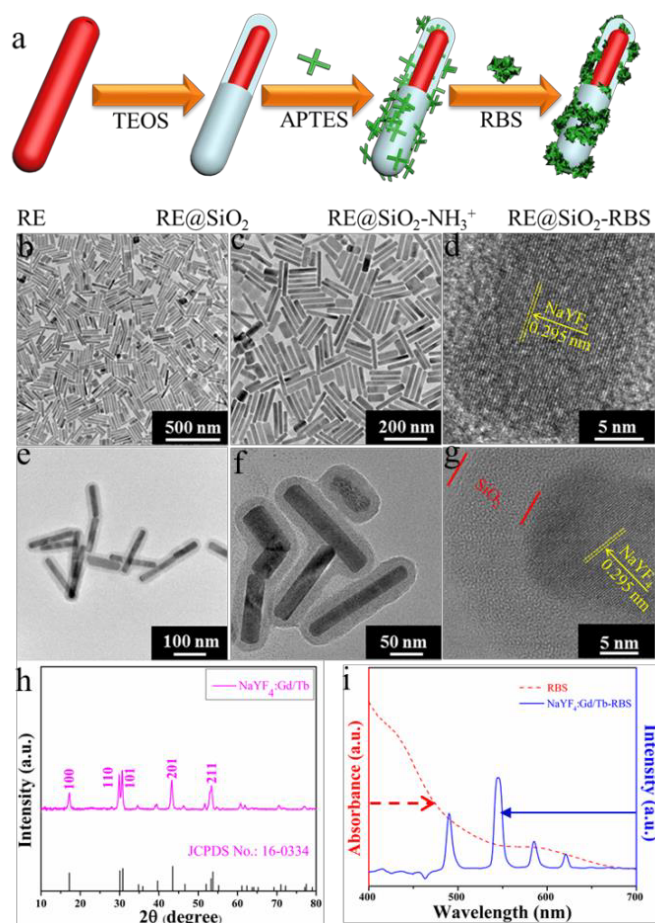 a
TEOS
APTES
RBS
RE
RE@SiO₂
RE@SiO₂-NH₃⁺
RE@SiO₂-RBS
b
500 nm
c
200 nm
d
NaYF₄
0.295 nm
5 nm
e
100 nm
f
50 nm
g
SiO₂
NaYF₄
0.295 nm
5 nm
h
NaYF₄:Gd/Tb
100
110
101
201
211
JCPDS No.: 16-0334
Intensity (a.u.)
10 20 30 40 50 60 70 80
2θ (degree)
i
RBS
NaYF₄:Gd/Tb-RBS
Absorbance (a.u.)
Intensity (a.u.)
400 500 600 700
Wavelength (nm)